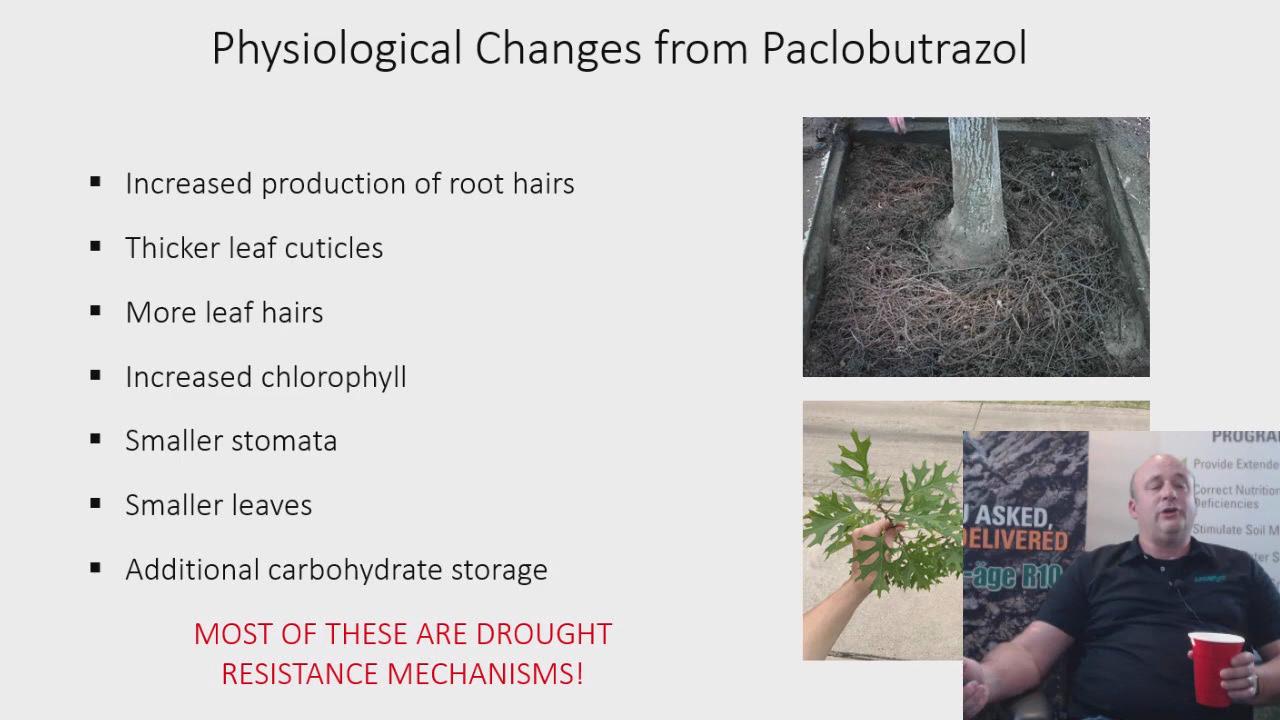 Physiological Changes from Paclobutrazol
▪ Increased production of root hairs
▪ Thicker leaf cuticles
▪ More leaf hairs
▪ Increased chlorophyll
▪ Smaller stomata
▪ Smaller leaves
▪ Additional carbohydrate storage
MOST OF THESE ARE DROUGHT
RESISTANCE MECHANISMS!
U ASKED,
DELIVERED
-age R10
PROGRA
Provide Extende
Correct Nutrition
Deficiencies
Stimulate Soil M